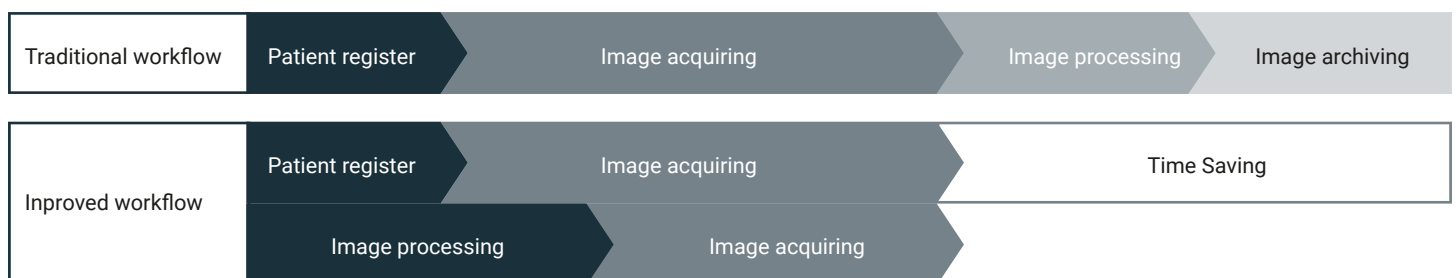 Traditional workflow
Patient register
Image acquiring
Image processing
Image archiving
Inproved workflow
Patient register
Image acquiring
Time Saving
Image processing
Image acquiring